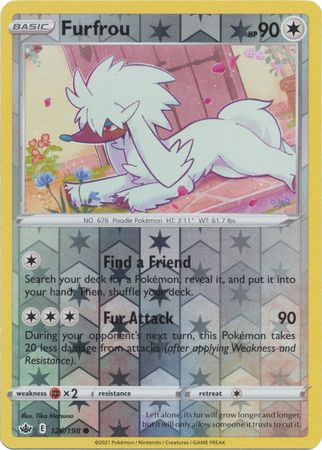 BASIC Furfrou HP 90
NO. 676 Poodle Pokémon HT: 3'11" WT: 61.7 lbs.
Find a Friend
Search your deck for a Pokémon, reveal it, and put it
into your hand. Then, shuffle your deck.
Fur Attack 90
During your opponent's next turn, this Pokémon takes
20 less damage from attacks (after applying Weakness and
Resistance).
weakness ×2 resistance retreat
Illus. Tika Matsuno
Left alone, its fur will grow longer and longer,
but it will only allow someone it trusts to cut it.
E 126/198
©2021 Pokémon / Nintendo / Creatures / GAME FREAK